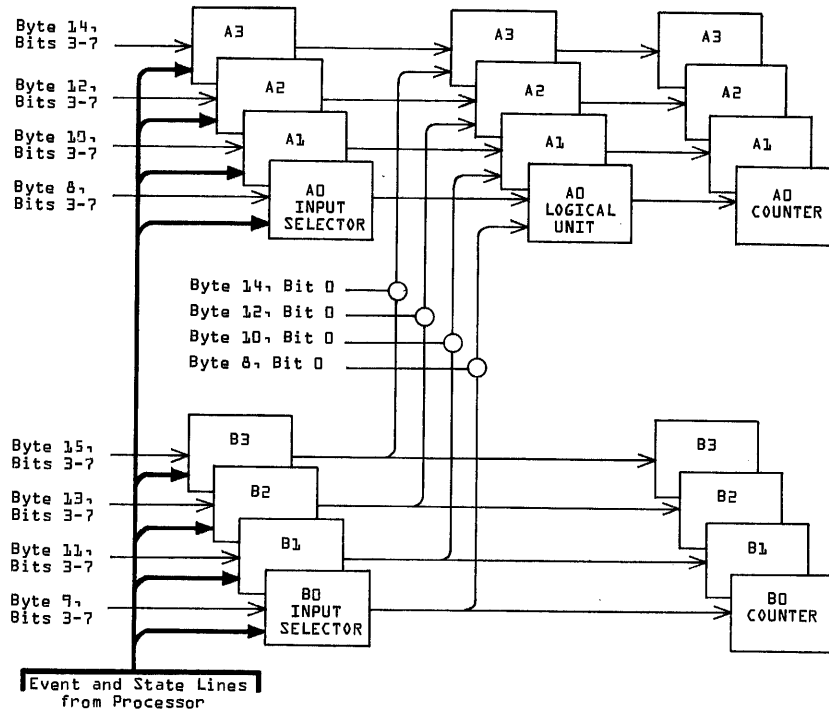 Byte 14,
Bits 3-7
A3
A3
A3
Byte 12,
Bits 3-7
A2
A2
A2
Byte 10,
Bits 3-7
A1
A1
A1
Byte 8,
Bits 3-7
A0
INPUT
SELECTOR
A0
LOGICAL
UNIT
A0
COUNTER
Byte 14, Bit 0
Byte 12, Bit 0
Byte 10, Bit 0
Byte 8, Bit 0
Byte 15,
Bits 3-7
B3
B3
Byte 13,
Bits 3-7
B2
B2
Byte 11,
Bits 3-7
B1
B1
Byte 9,
Bits 3-7
B0
INPUT
SELECTOR
B0
COUNTER
Event and State Lines
from Processor